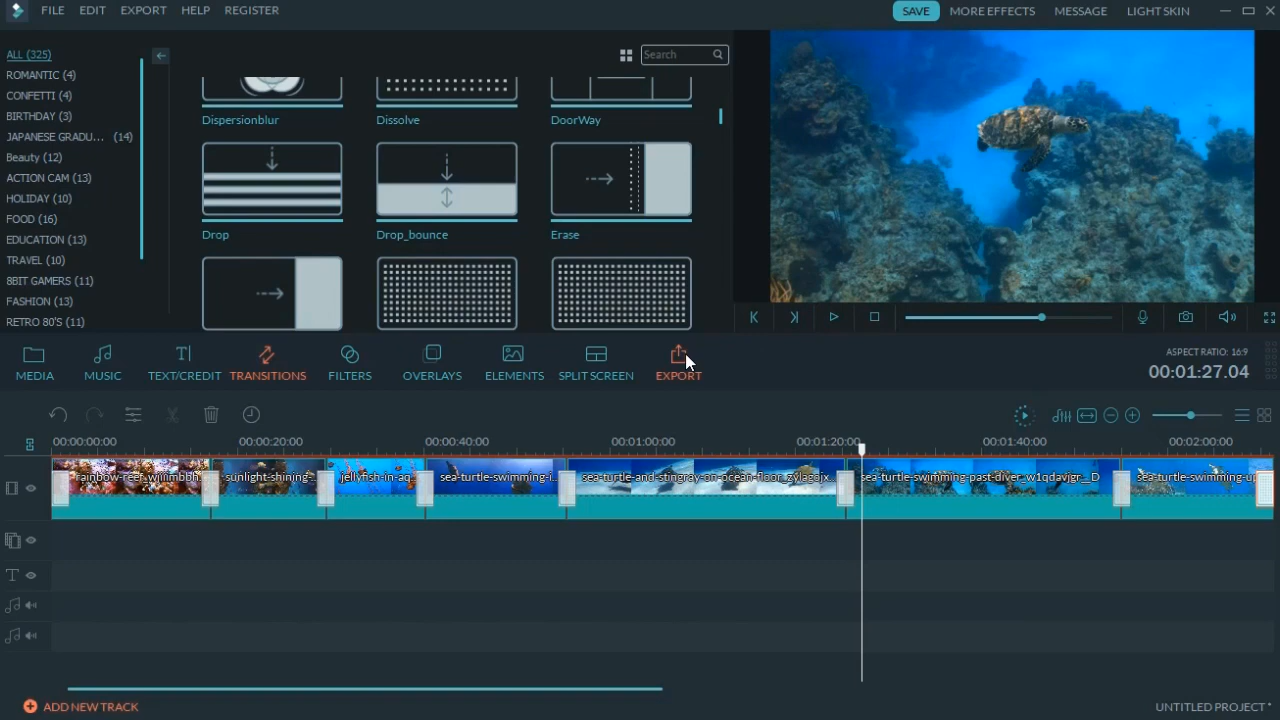 FILE EDIT EXPORT HELP REGISTER
SAVE MORE EFFECTS MESSAGE LIGHT SKIN
ALL (325)
ROMANTIC (4)
CONFETTI (4)
BIRTHDAY (3)
JAPANESE GRADU... (14)
Beauty (12)
ACTION CAM (13)
HOLIDAY (10)
FOOD (16)
EDUCATION (13)
TRAVEL (10)
8BIT GAMERS (11)
FASHION (13)
RETRO 80'S (11)
Search
Dispersionblur Dissolve DoorWay
Drop Drop_bounce Erase
MEDIA MUSIC TEXT/CREDIT TRANSITIONS FILTERS OVERLAYS ELEMENTS SPLIT SCREEN EXPORT
ASPECT RATIO: 16:9
00:01:27.04
00:00:00:00 00:00:20:00 00:00:40:00 00:01:00:00 00:01:20:00 00:01:40:00 00:02:00:00
sunlight-shining-... jellyfish-in-aq... sea-turtle-swimming-i... sea-turtle-and-stingray-on-ocean-floor_zylagojx... sea-turtle-swimming-past-diver_w1qdavjgr__D sea-turtle-swimming-up
ADD NEW TRACK
UNTITLED PROJECT *